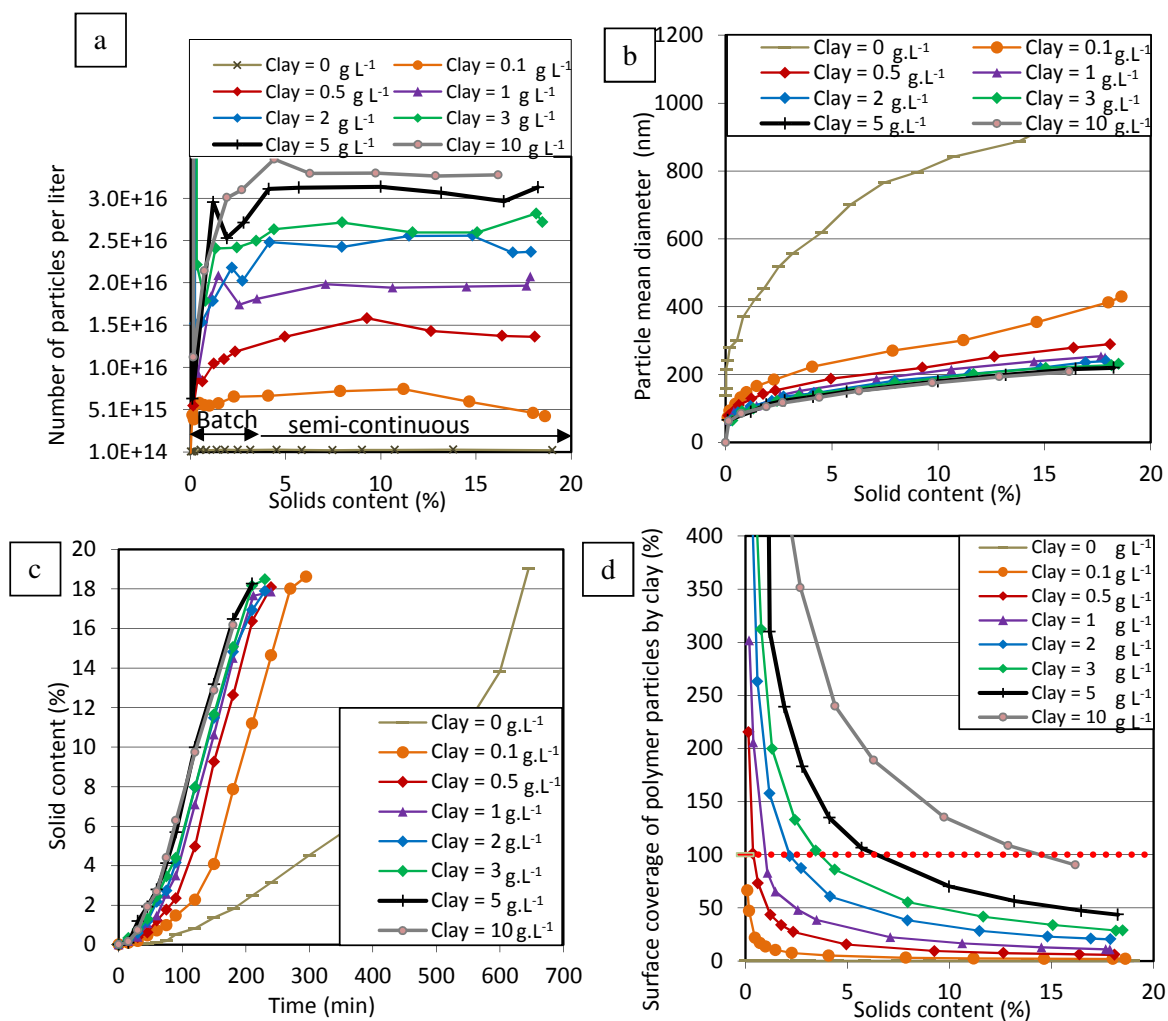 a
Clay = 0 g L-1
Clay = 0.1 g L-1
Clay = 0.5 g L-1
Clay = 1 g L-1
Clay = 2 g L-1
Clay = 3 g L-1
Clay = 5 g L-1
Clay = 10 g L-1
Number of particles per liter
3.0E+16
2.5E+16
2.0E+16
1.5E+16
1.0E+16
5.1E+15
1.0E+14
Batch
semi-continuous
0 5 10 15 20
Solids content (%)
b
Clay = 0 g.L-1
Clay = 0.1 g.L-1
Clay = 0.5 g.L-1
Clay = 1 g.L-1
Clay = 2 g.L-1
Clay = 3 g.L-1
Clay = 5 g.L-1
Clay = 10 g.L-1
Particle mean diameter (nm)
1200
1000
800
600
400
200
0
0 5 10 15 20
Solid content (%)
c
Solid content (%)
20
18
16
14
12
10
8
6
4
2
0
Clay = 0 g.L-1
Clay = 0.1 g.L-1
Clay = 0.5 g.L-1
Clay = 1 g.L-1
Clay = 2 g.L-1
Clay = 3 g.L-1
Clay = 5 g.L-1
Clay = 10 g.L-1
0 100 200 300 400 500 600 700
Time (min)
d
Surface coverage of polymer particles by clay (%)
400
350
300
250
200
150
100
50
0
Clay = 0 g L-1
Clay = 0.1 g L-1
Clay = 0.5 g L-1
Clay = 1 g L-1
Clay = 2 g L-1
Clay = 3 g L-1
Clay = 5 g L-1
Clay = 10 g L-1
0 5 10 15 20
Solids content (%)